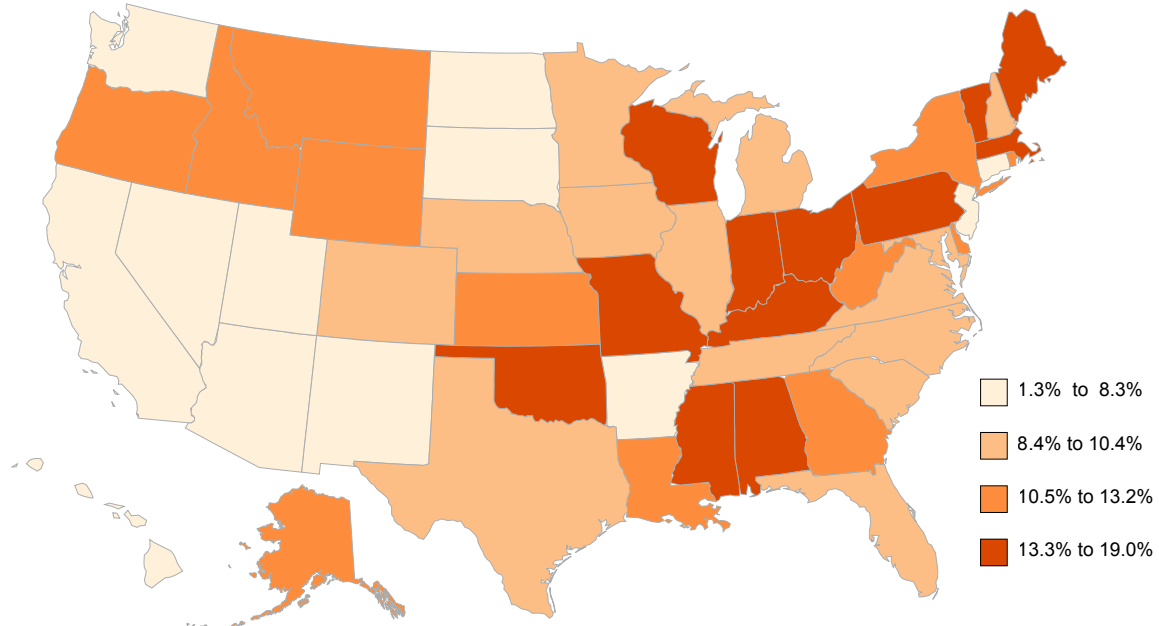 1.3% to 8.3%
8.4% to 10.4%
10.5% to 13.2%
13.3% to 19.0%